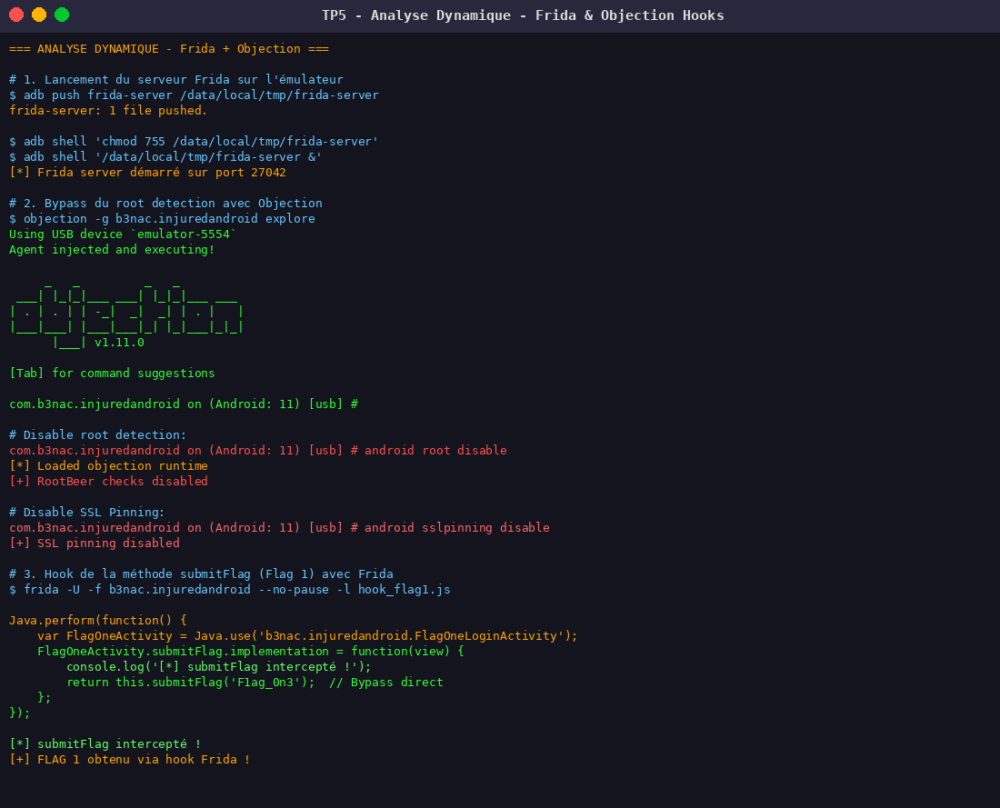 TP5 - Analyse Dynamique - Frida & Objection Hooks
=== ANALYSE DYNAMIQUE - Frida + Objection ===
# 1. Lancement du serveur Frida sur l'émulateur
$ adb push frida-server /data/local/tmp/frida-server
frida-server: 1 file pushed.
$ adb shell 'chmod 755 /data/local/tmp/frida-server'
$ adb shell '/data/local/tmp/frida-server &'
[*] Frida server démarré sur port 27042
# 2. Bypass du root detection avec Objection
$ objection -g b3nac.injuredandroid explore
Using USB device `emulator-5554`
Agent injected and executing!
     _   _         _   _
 ___| |_|_|___ ___| |_|_|___ ___
| . | . | | -_|  _|  _| | . |   |
|___|___| |___|___|_| |_|___|_|_|
      |___| v1.11.0
[Tab] for command suggestions
com.b3nac.injuredandroid on (Android: 11) [usb] #
# Disable root detection:
com.b3nac.injuredandroid on (Android: 11) [usb] # android root disable
[*] Loaded objection runtime
[+] RootBeer checks disabled
# Disable SSL Pinning:
com.b3nac.injuredandroid on (Android: 11) [usb] # android sslpinning disable
[+] SSL pinning disabled
# 3. Hook de la méthode submitFlag (Flag 1) avec Frida
$ frida -U -f b3nac.injuredandroid --no-pause -l hook_flag1.js
Java.perform(function() {
    var FlagOneActivity = Java.use('b3nac.injuredandroid.FlagOneLoginActivity');
    FlagOneActivity.submitFlag.implementation = function(view) {
        console.log('[*] submitFlag intercepté !');
        return this.submitFlag('F1ag_0n3');  // Bypass direct
    };
});
[*] submitFlag intercepté !
[+] FLAG 1 obtenu via hook Frida !